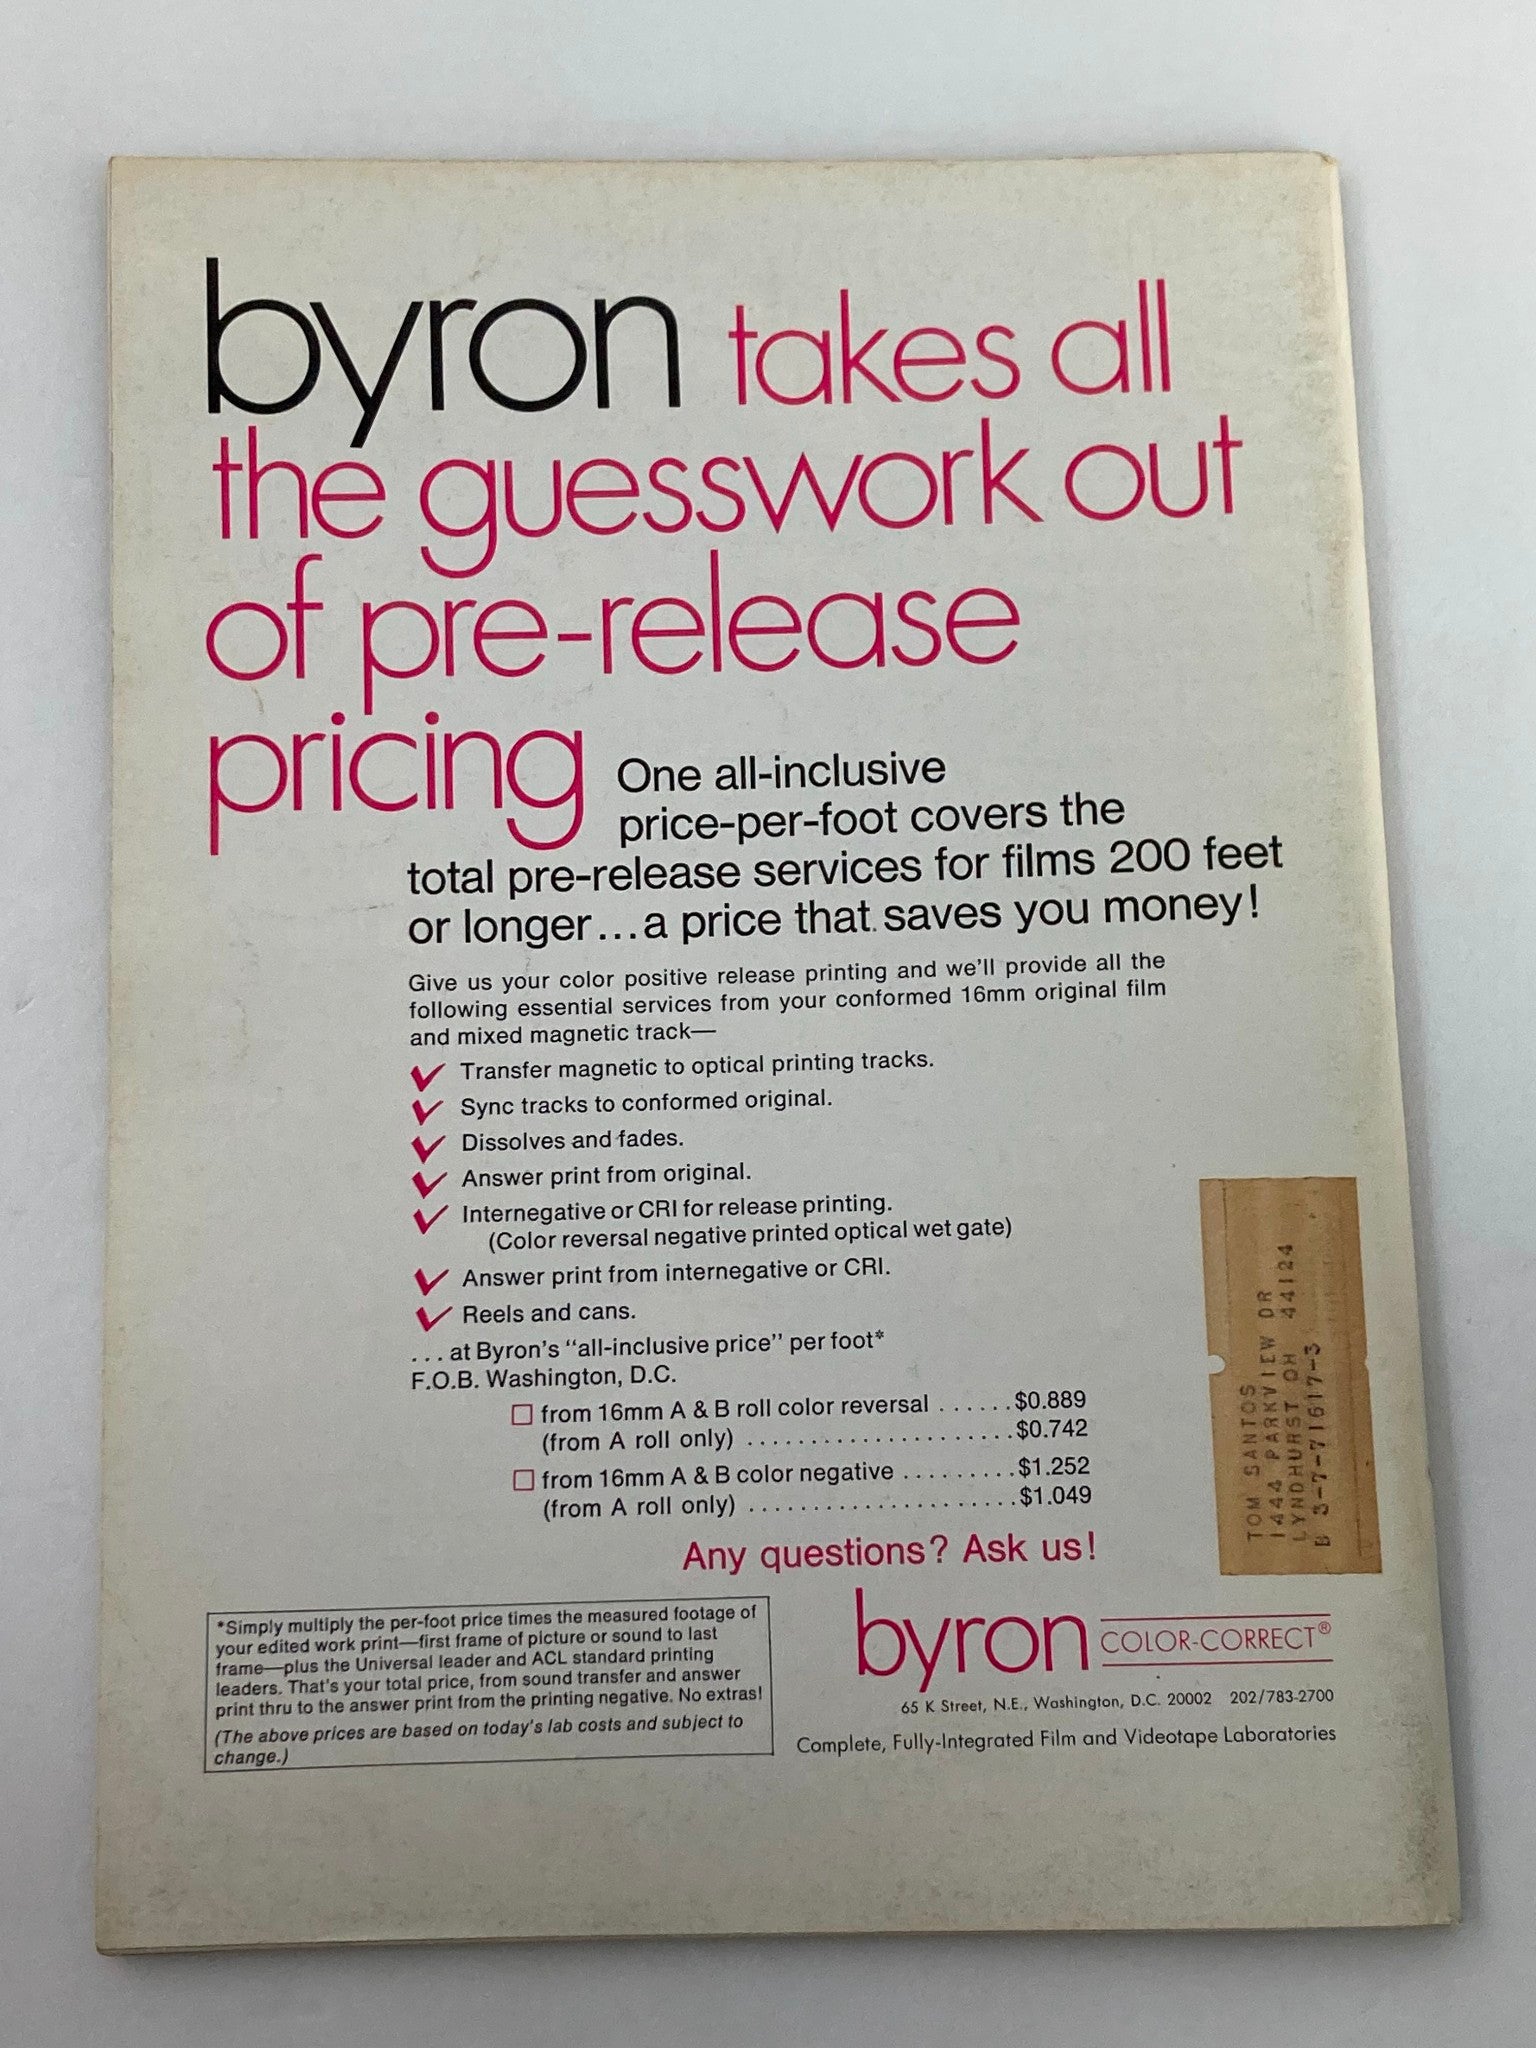 byron takes all
the guesswork out
of pre-release
pricing
One all-inclusive
price-per-foot covers the
total pre-release services for films 200 feet
or longer...a price that saves you money!
Give us your color positive release printing and we'll provide all the
following essential services from your conformed 16mm original film
and mixed magnetic track—
✓ Transfer magnetic to optical printing tracks.
✓ Sync tracks to conformed original.
✓ Dissolves and fades.
✓ Answer print from original.
✓ Internegative or CRI for release printing.
(Color reversal negative printed optical wet gate)
✓ Answer print from internegative or CRI.
✓ Reels and cans.
...at Byron's "all-inclusive price" per foot*
F.O.B. Washington, D.C.
□ from 16mm A & B roll color reversal ......$0.889
(from A roll only) .....................$0.742
□ from 16mm A & B color negative .........$1.252
(from A roll only) .....................$1.049
Any questions? Ask us!
*Simply multiply the per-foot price times the measured footage of
your edited work print—first frame of picture or sound to last
frame—plus the Universal leader and ACL standard printing
leaders. That's your total price, from sound transfer and answer
print thru to the answer print from the printing negative. No extras!
(The above prices are based on today's lab costs and subject to
change.)
byron COLOR-CORRECT®
65 K Street, N.E., Washington, D.C. 20002 202/783-2700
Complete, Fully-Integrated Film and Videotape Laboratories
TOM SANTOS
1444 PARKVIEW DR
LYNDHURST OH 44124
B 3-7-71617-3